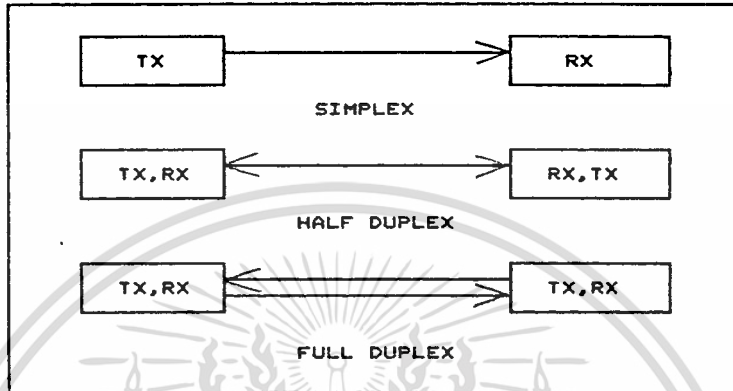 TX RX
SIMPLEX
TX,RX RX,TX
HALF DUPLEX
TX,RX TX,RX
FULL DUPLEX